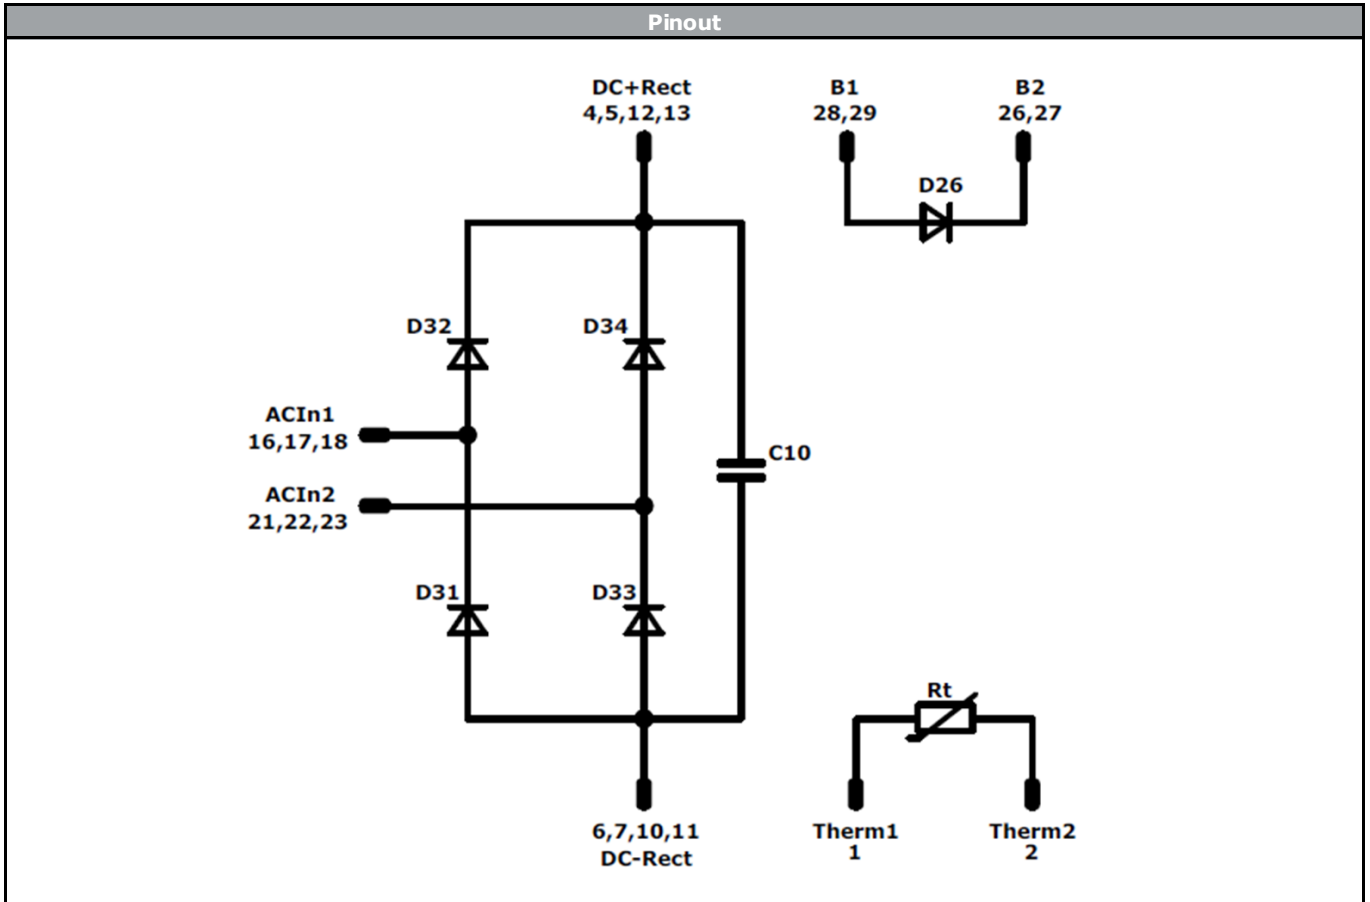 Pinout
DC+Rect
4,5,12,13
B1
28,29
B2
26,27
D26
D32
D34
ACIn1
16,17,18
C10
ACIn2
21,22,23
D31
D33
Rt
6,7,10,11
DC-Rect
Therm1
1
Therm2
2